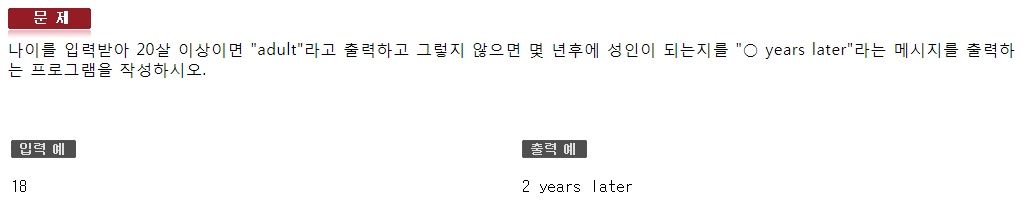 문 제
나이를 입력받아 20살 이상이면 "adult"라고 출력하고 그렇지 않으면 몇 년후에 성인이 되는지를 "○ years later"라는 메시지를 출력하
는 프로그램을 작성하시오.
입력 예
출력 예
18
2 years later